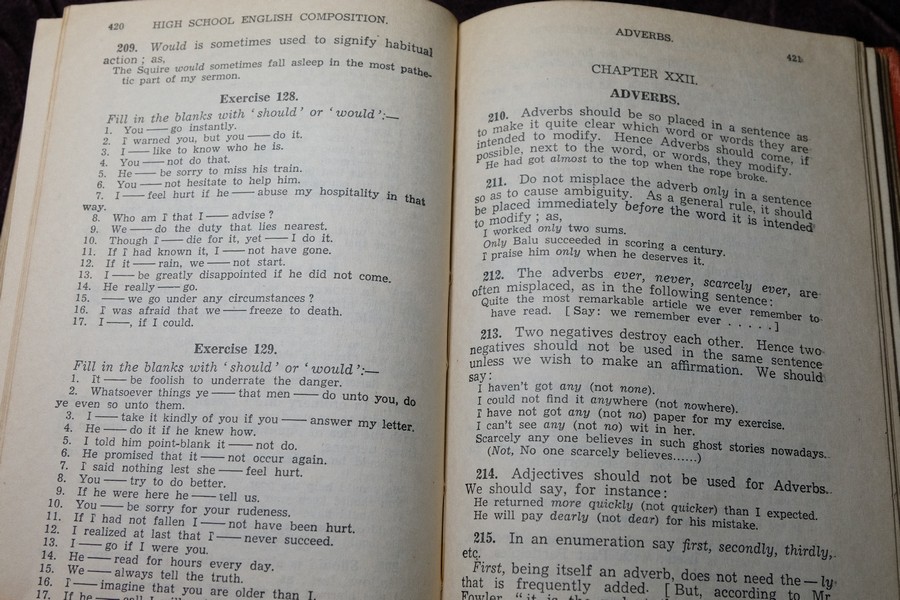 420 HIGH SCHOOL ENGLISH COMPOSITION.
209. Would is sometimes used to signify habitual
action ; as,
The Squire would sometimes fall asleep in the most pathe-
tic part of my sermon.
Exercise 128.
Fill in the blanks with ‘should’ or ‘would’:—
1. You —— go instantly.
2. I warned you, but you —— do it.
3. I —— like to know who he is.
4. You —— not do that.
5. He —— be sorry to miss his train.
6. You —— not hesitate to help him.
7. I —— feel hurt if he —— abuse my hospitality in that
way.
8. Who am I that I —— advise ?
9. We —— do the duty that lies nearest.
10. Though I —— die for it, yet —— I do it.
11. If I had known it, I —— not have gone.
12. If it —— rain, we —— not start.
13. I —— be greatly disappointed if he did not come.
14. He really —— go.
15. —— we go under any circumstances ?
16. I was afraid that we —— freeze to death.
17. I ——, if I could.
Exercise 129.
Fill in the blanks with ‘should’ or ‘would’:—
1. It —— be foolish to underrate the danger.
2. Whatsoever things ye —— that men —— do unto you, do
ye even so unto them.
3. I —— take it kindly of you if you —— answer my letter.
4. He —— do it if he knew how.
5. I told him point-blank it —— not do.
6. He promised that it —— not occur again.
7. I said nothing lest she —— feel hurt.
8. You —— try to do better.
9. If he were here he —— tell us.
10. You —— be sorry for your rudeness.
11. If I had not fallen I —— not have been hurt.
12. I realized at last that I —— never succeed.
13. I —— go if I were you.
14. He —— read for hours every day.
15. We —— always tell the truth.
16. I —— imagine that you are older than I.
17. If he ——
ADVERBS. 421
CHAPTER XXII.
ADVERBS.
210. Adverbs should be so placed in a sentence as
to make it quite clear which word or words they are
intended to modify. Hence Adverbs should come, if
possible, next to the word, or words, they modify.
He had got almost to the top when the rope broke.
211. Do not misplace the adverb only in a sentence
so as to cause ambiguity. As a general rule, it should
be placed immediately before the word it is intended
to modify ; as,
I worked only two sums.
Only Balu succeeded in scoring a century.
I praise him only when he deserves it.
212. The adverbs ever, never, scarcely ever, are
often misplaced, as in the following sentence :
Quite the most remarkable article we ever remember to
have read. [ Say: we remember ever . . . . . ]
213. Two negatives destroy each other. Hence two
negatives should not be used in the same sentence
unless we wish to make an affirmation. We should
say :
I haven't got any (not none).
I could not find it anywhere (not nowhere).
I have not got any (not no) paper for my exercise.
I can't see any (not no) wit in her.
Scarcely any one believes in such ghost stories nowadays.
(Not, No one scarcely believes......)
214. Adjectives should not be used for Adverbs.
We should say, for instance :
He returned more quickly (not quicker) than I expected.
He will pay dearly (not dear) for his mistake.
215. In an enumeration say first, secondly, thirdly,
etc.
First, being itself an adverb, does not need the —ly
that is frequently added. [ But, according to Mr
Fowler, “it is the